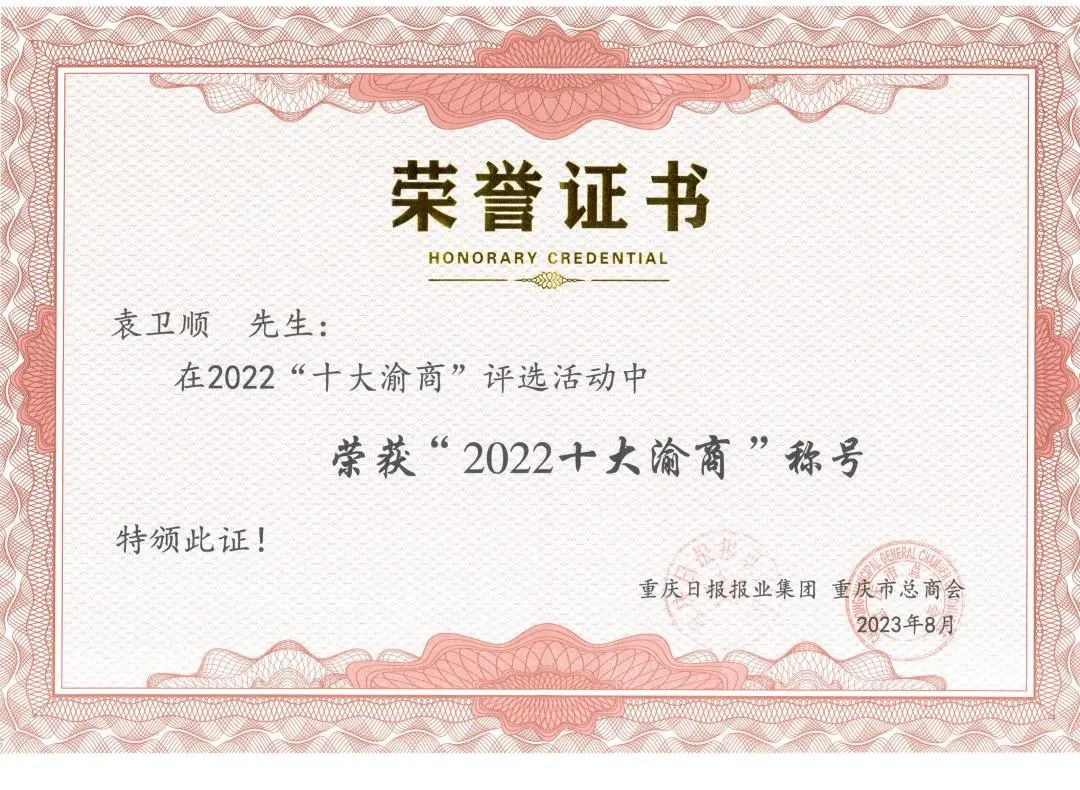 荣誉证书
HONORARY CREDENTIAL
袁卫顺 先生：
在2022“十大渝商”评选活动中
荣获“2022十大渝商”称号
特颁此证！
重庆日报报业集团 重庆市总商会
2023年8月